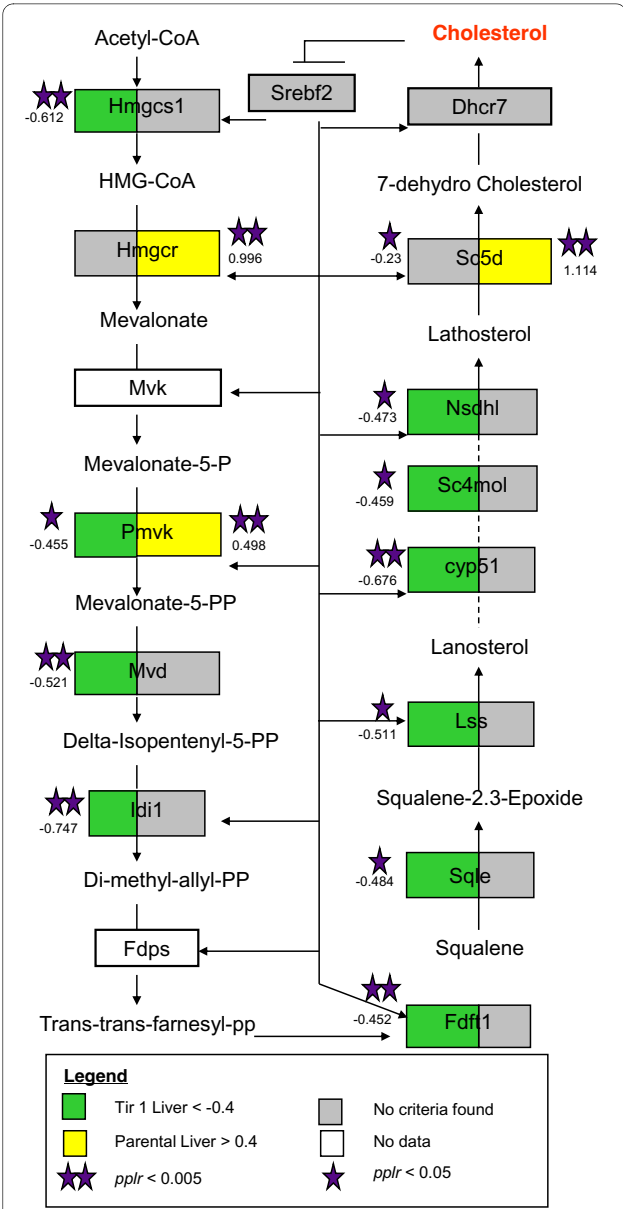 Acetyl-CoA
Hmgcs1
-0.612
HMG-CoA
Hmgcr
0.996
Mevalonate
Mvk
Mevalonate-5-P
Pmvk
-0.455
0.498
Mevalonate-5-PP
Mvd
-0.521
Delta-Isopentenyl-5-PP
Idi1
-0.747
Di-methyl-allyl-PP
Fdps
Trans-trans-farnesyl-pp
Srebf2
Cholesterol
Dhcr7
7-dehydro Cholesterol
-0.23
Sc5d
1.114
Lathosterol
Nsdhl
-0.473
Sc4mol
-0.459
cyp51
-0.676
Lanosterol
Lss
-0.511
Squalene-2.3-Epoxide
Sqle
-0.484
Squalene
Fdft1
-0.452
Legend
Tir 1 Liver < -0.4
No criteria found
Parental Liver > 0.4
No data
pplr < 0.005
pplr < 0.05